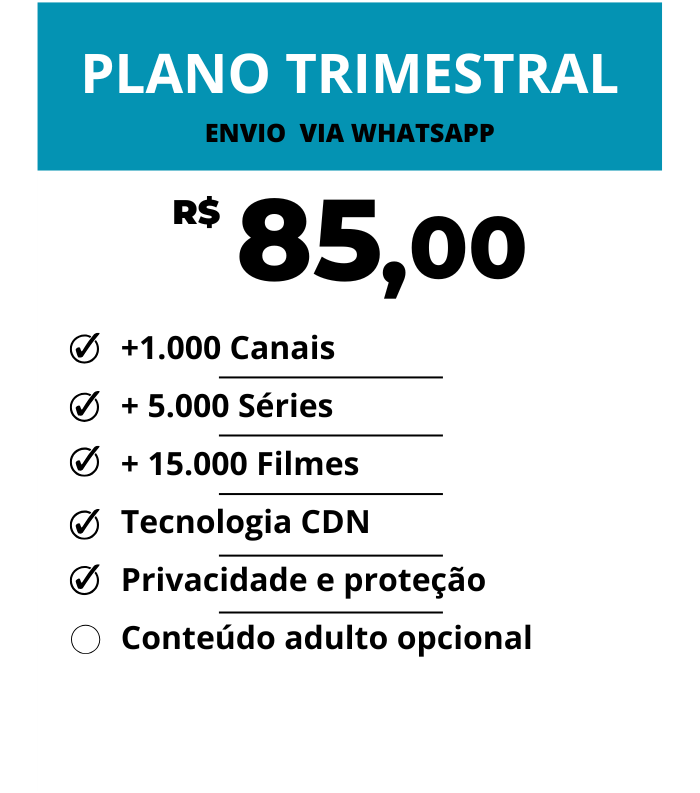 PLANO TRIMESTRAL
ENVIO VIA WHATSAPP
R$ 85,00
+1.000 Canais
+ 5.000 Séries
+ 15.000 Filmes
Tecnologia CDN
Privacidade e proteção
Conteúdo adulto opcional